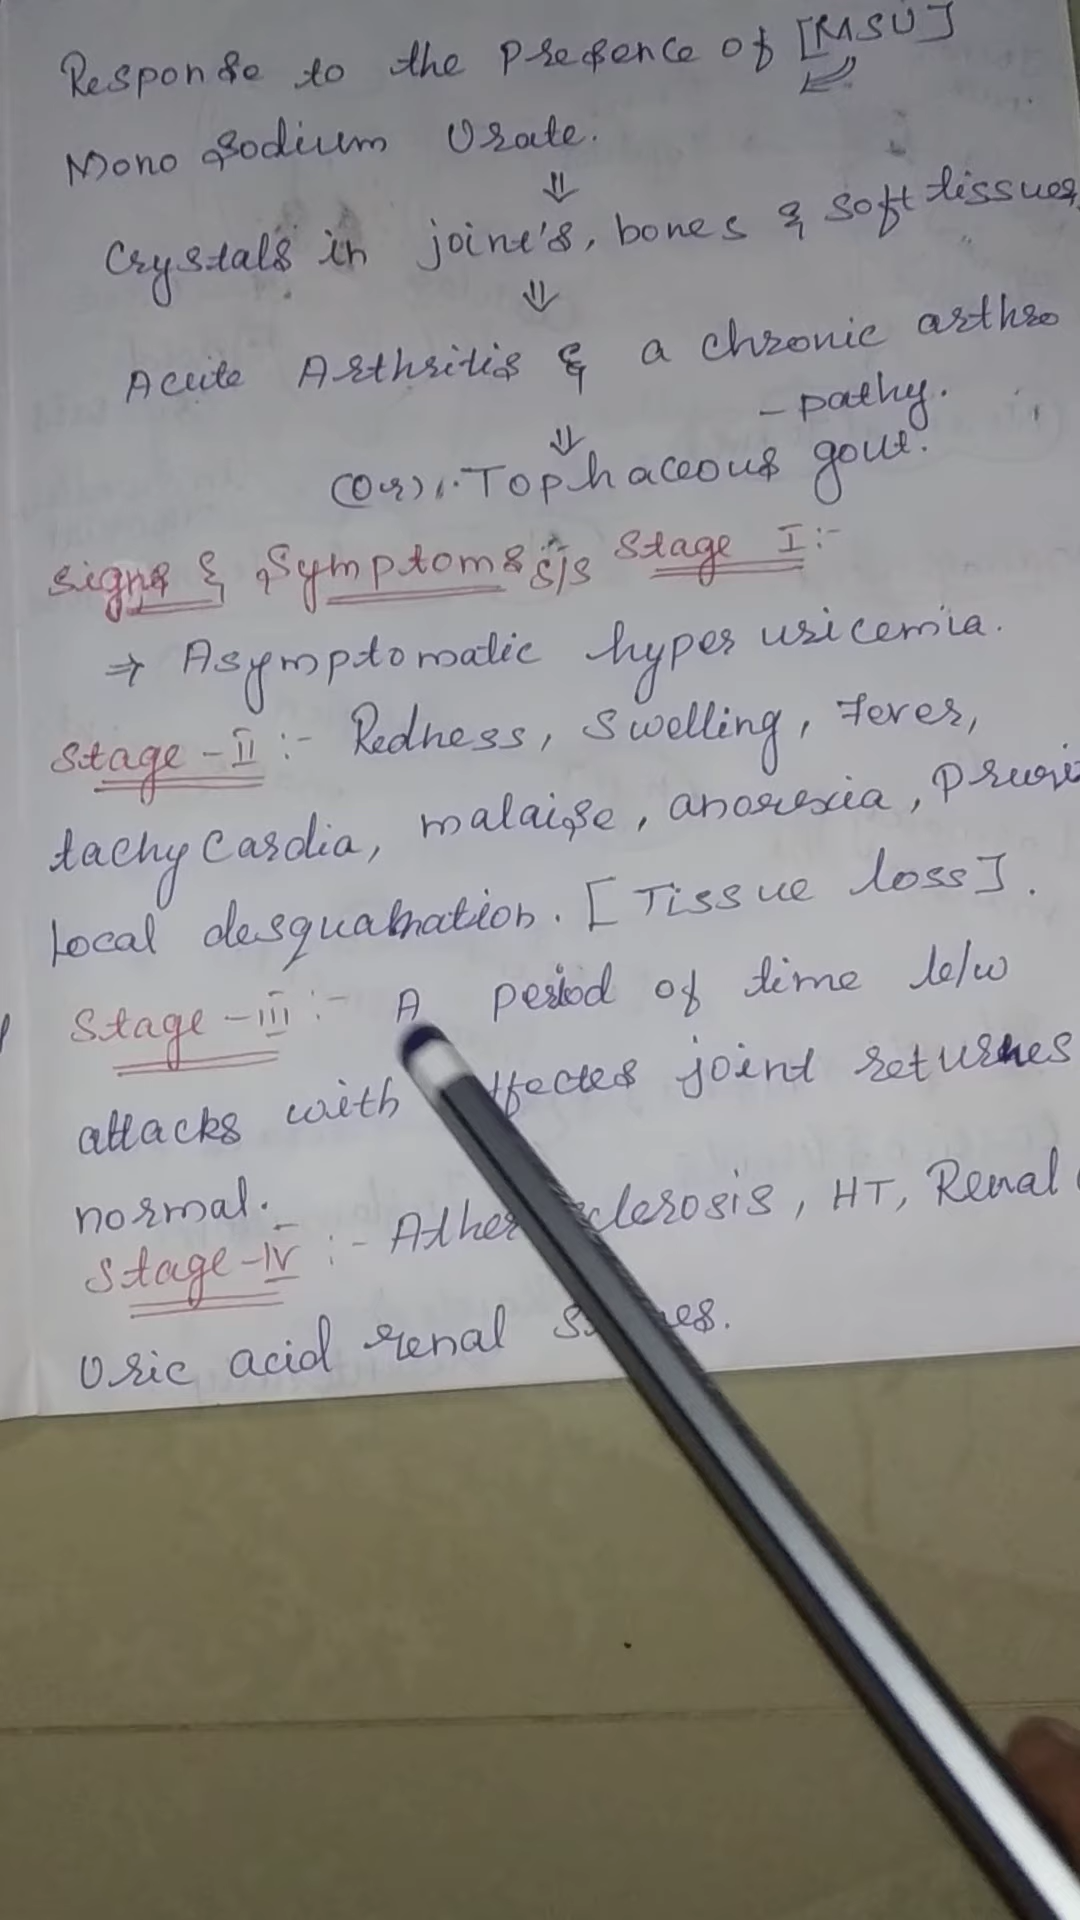 Response to the Presence of [MSU]
Mono sodium Urate.
⇓
Crystals in joint's, bones & soft tissues
⇓
Acute Arthritis & a chronic arthro
-pathy.
⇓
(Or) Tophaceous gout.
Signs & Symptoms S/S Stage I:-
⇒ Asymptomatic hyper uricemia.
Stage-II:- Redness, Swelling, Fever,
tachy cardia, malaise, anorexia,
Local desquamation. [Tissue loss].
Stage-III:- A period of time b/w
attacks with joint returnes
normal.
Stage-IV:- HT, Renal
Uric acid renal